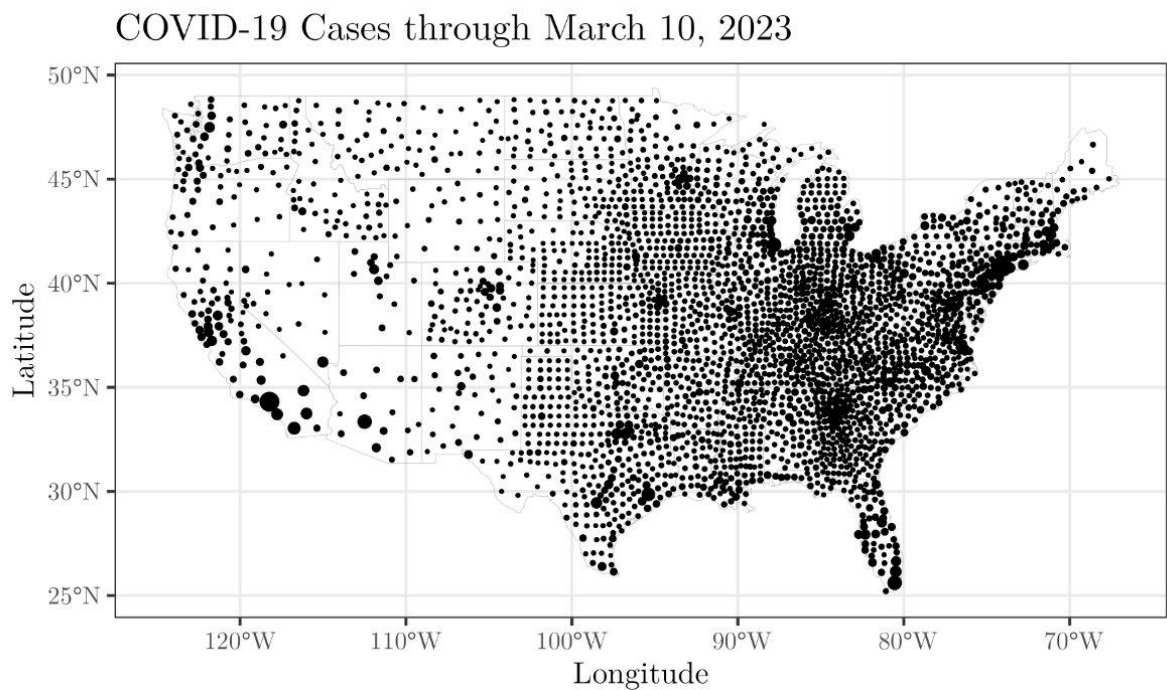 COVID-19 Cases through March 10, 2023
50°N
45°N
40°N
35°N
30°N
25°N
Latitude
120°W 110°W 100°W 90°W 80°W 70°W
Longitude